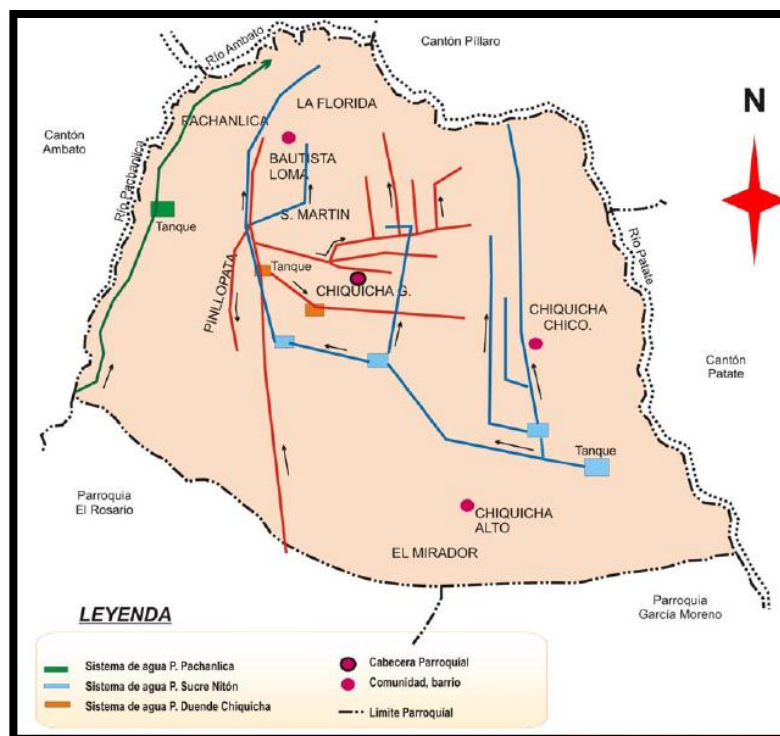 Río Ambato
Cantón Píllaro
N
LA FLORIDA
PACHANLICA
Cantón
Ambato
BAUTISTA
LOMA
Río Pachanlica
S. MARTIN
Tanque
Tanque
PINLLOPATA
CHIQUICHA G.
Río Patate
CHIQUICHA
CHICO.
Cantón
Patate
Tanque
Parroquia
El Rosario
CHIQUICHA
ALTO
EL MIRADOR
Parroquia
García Moreno
LEYENDA
Sistema de agua P. Pachanlica
Sistema de agua P. Sucre Nitón
Sistema de agua P. Duende Chiquicha
Cabecera Parroquial
Comunidad, barrio
Limite Parroquial